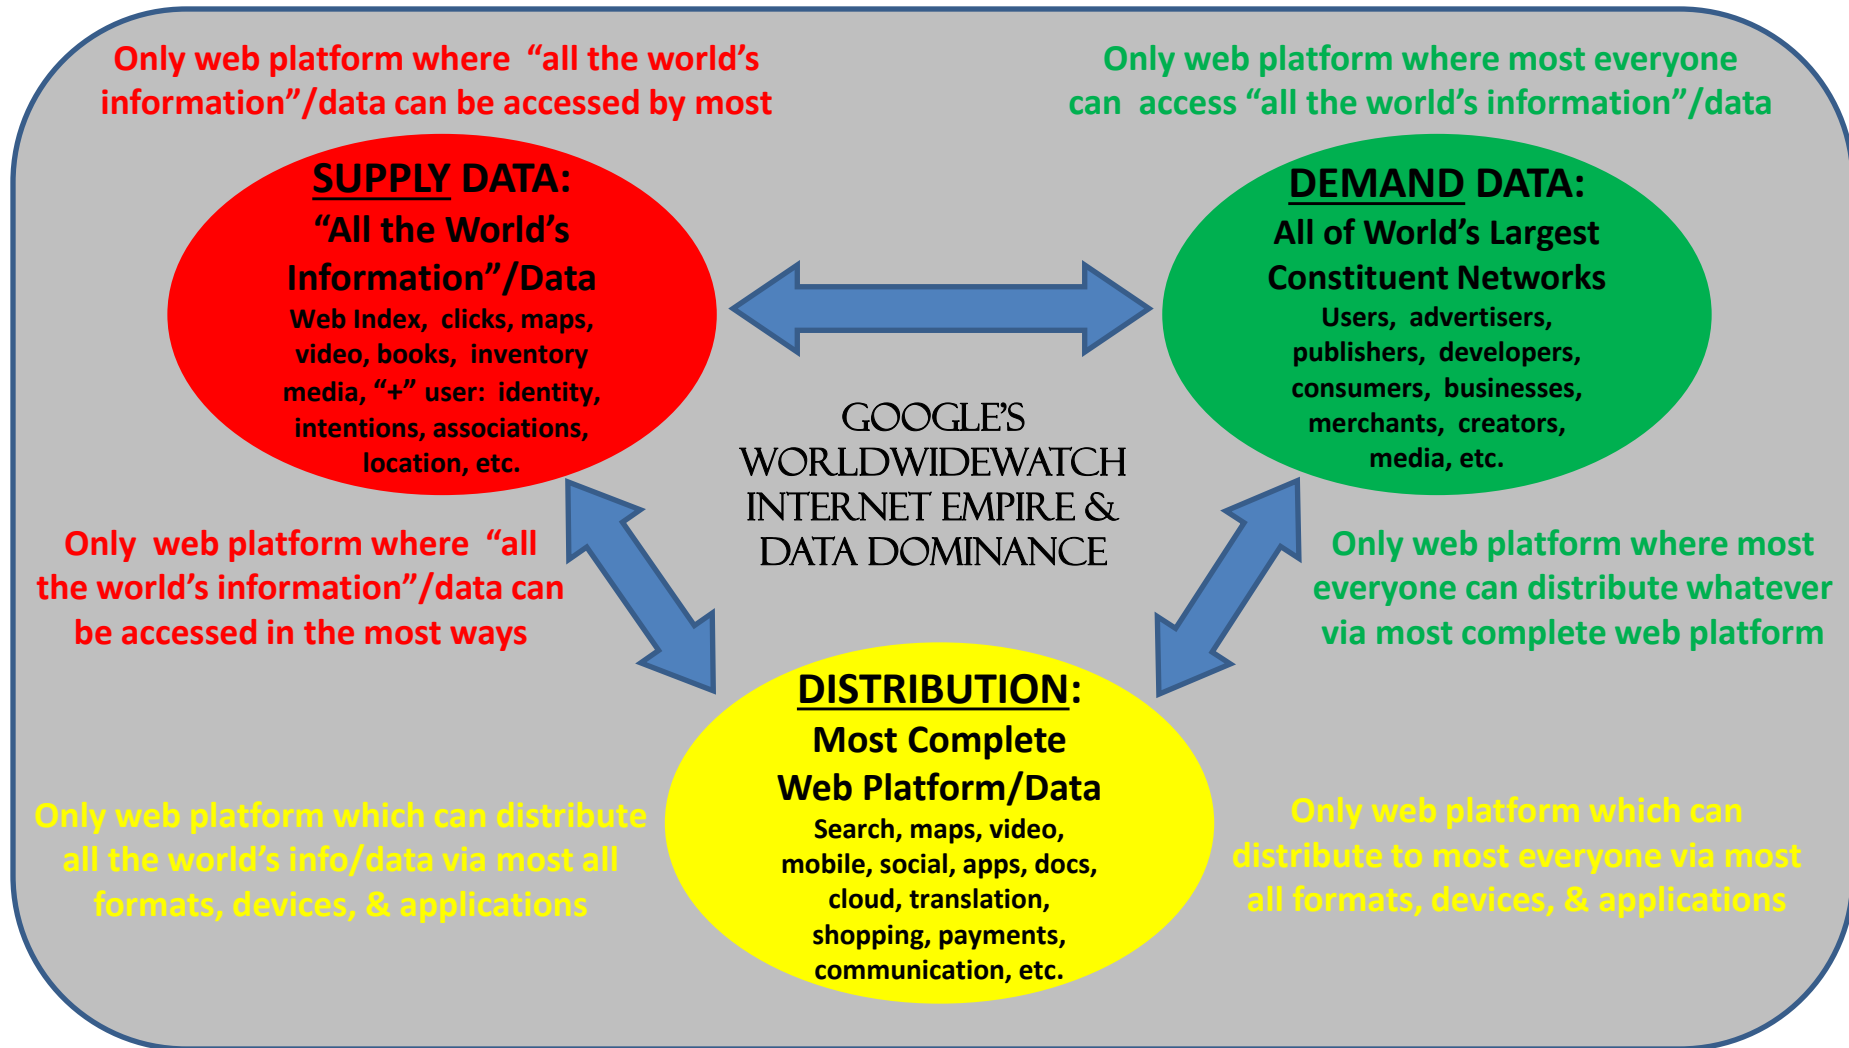 Only web platform where “all the world’s
information”/data can be accessed by most
Only web platform where most everyone
can access “all the world’s information”/data
SUPPLY DATA:
“All the World’s
Information”/Data
Web Index, clicks, maps,
video, books, inventory
media, “+” user: identity,
intentions, associations,
location, etc.
DEMAND DATA:
All of World’s Largest
Constituent Networks
Users, advertisers,
publishers, developers,
consumers, businesses,
merchants, creators,
media, etc.
GOOGLE’S
WORLDWIDEWATCH
INTERNET EMPIRE &
DATA DOMINANCE
Only web platform where “all
the world’s information”/data can
be accessed in the most ways
Only web platform where most
everyone can distribute whatever
via most complete web platform
DISTRIBUTION:
Most Complete
Web Platform/Data
Search, maps, video,
mobile, social, apps, docs,
cloud, translation,
shopping, payments,
communication, etc.
Only web platform which can distribute
all the world’s info/data via most all
formats, devices, & applications
Only web platform which can
distribute to most everyone via most
all formats, devices, & applications